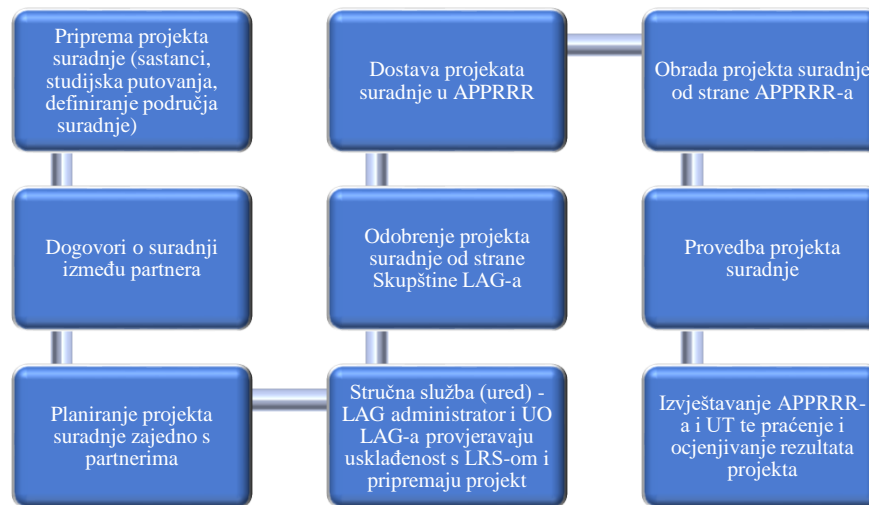 Priprema projekta
suradnje (sastanci,
studijska putovanja,
definiranje područja
suradnje)
Dogovori o suradnji
između partnera
Planiranje projekta
suradnje zajedno s
partnerima
Stručna služba (ured) -
LAG administrator i UO
LAG-a provjeravaju
usklađenost s LRS-om i
pripremaju projekt
Odobrenje projekta
suradnje od strane
Skupštine LAG-a
Dostava projekata
suradnje u APPRRR
Obrada projekta suradnje
od strane APPRRR-a
Provedba projekta
suradnje
Izvještavanje APPRRR-
a i UT te praćenje i
ocjenjivanje rezultata
projekta